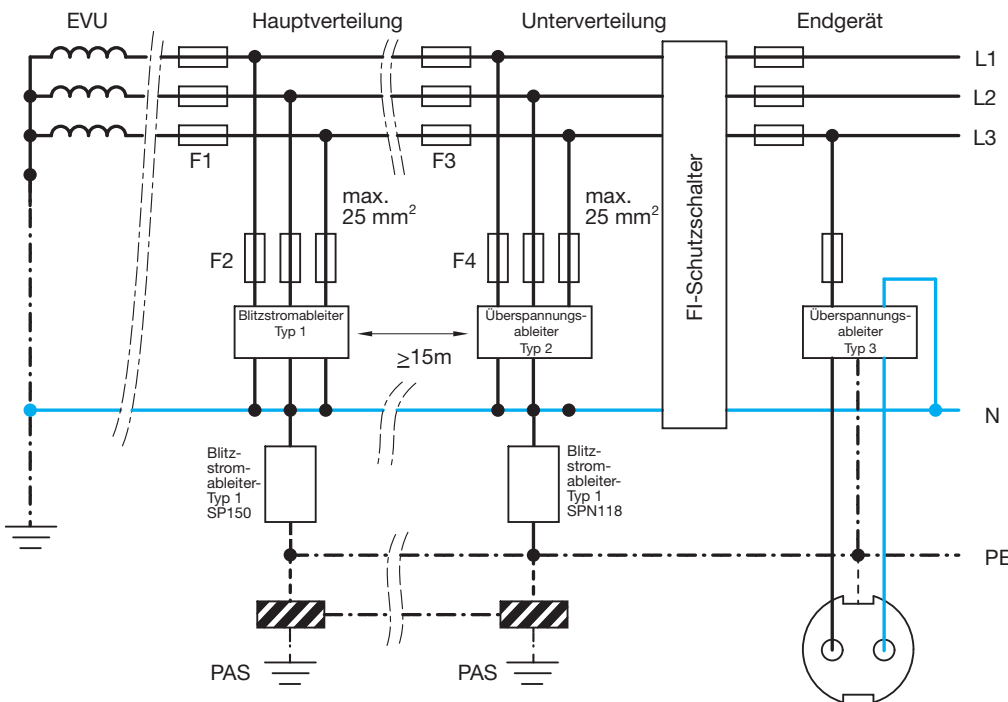 EVU
Hauptverteilung
Unterverteilung
Endgerät
L1
L2
L3
F1
F3
max.
25 mm²
max.
25 mm²
F2
F4
FI-Schutzschalter
Blitzstromableiter
Typ 1
Überspannungs-
ableiter
Typ 2
Überspannungs-
ableiter
Typ 3
≥15m
N
Blitz-
strom-
ableiter-
Typ 1
SP150
Blitz-
strom-
ableiter-
Typ 1
SPN118
PE
PAS
PAS